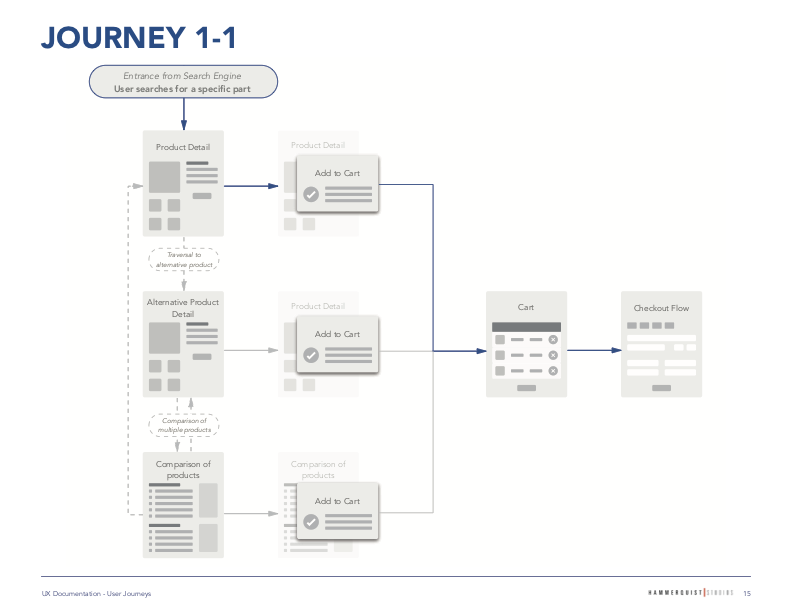 JOURNEY 1-1
Entrance from Search Engine
User searches for a specific part
Product Detail
Product Detail
Add to Cart
Traversal to
alternative product
Alternative Product
Detail
Product Detail
Add to Cart
Cart
Checkout Flow
Comparison of
multiple products
Comparison of
products
Comparison of
products
Add to Cart
UX Documentation - User Journeys
HAMMERQUIST STUDIOS
15